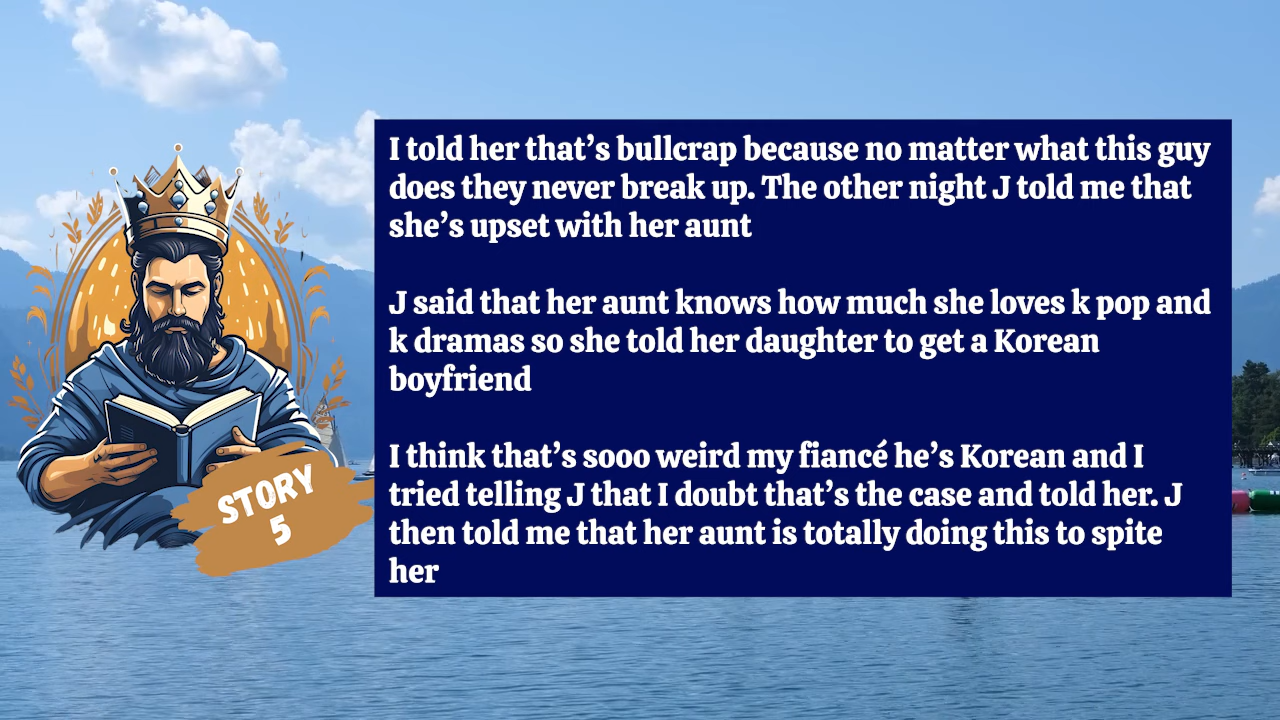 I told her that’s bullcrap because no matter what this guy
does they never break up. The other night J told me that
she’s upset with her aunt
J said that her aunt knows how much she loves k pop and
k dramas so she told her daughter to get a Korean
boyfriend
I think that’s sooo weird my fiancé he’s Korean and I
tried telling J that I doubt that’s the case and told her. J
then told me that her aunt is totally doing this to spite
her
STORY
5